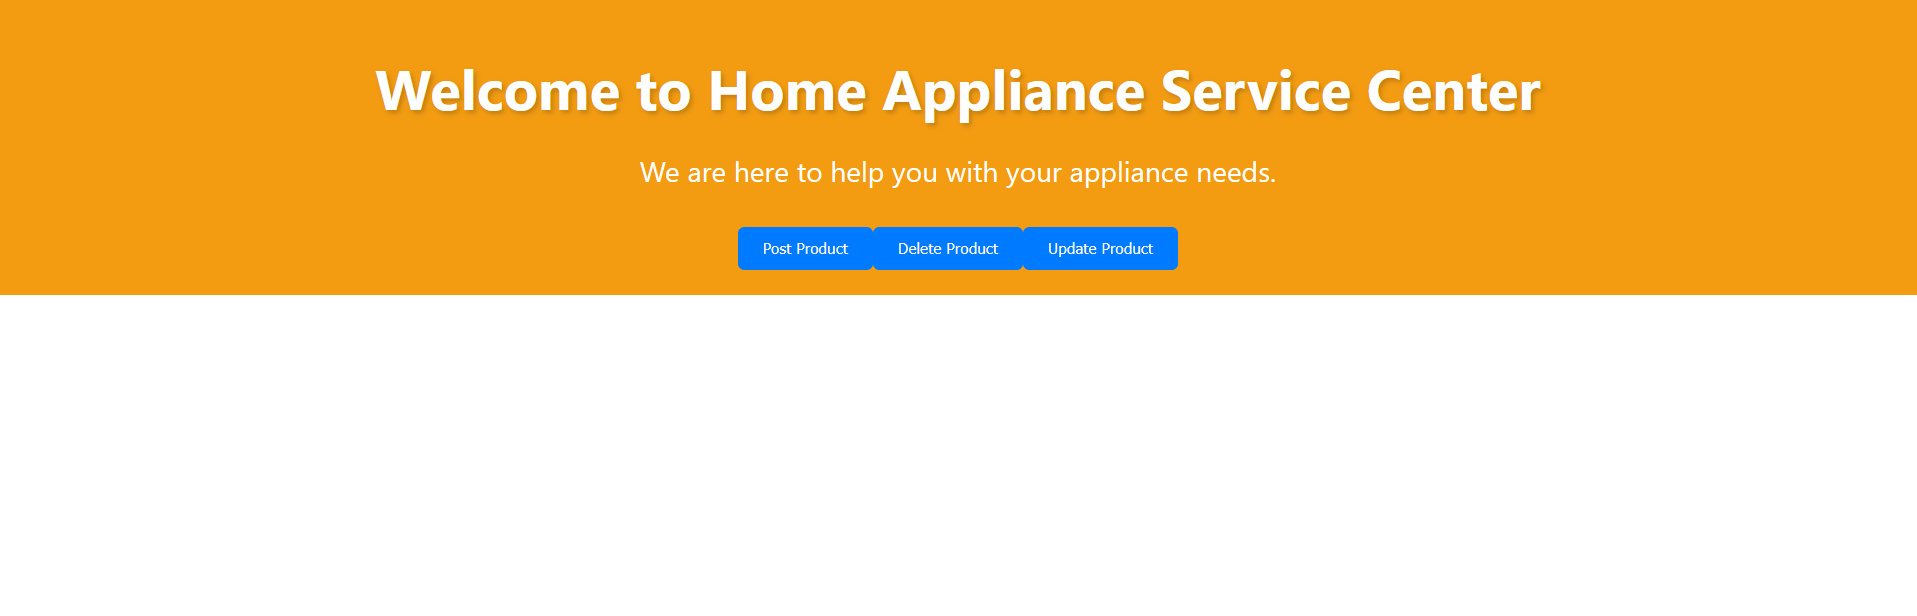 Welcome to Home Appliance Service Center
We are here to help you with your appliance needs.
Post Product Delete Product Update Product